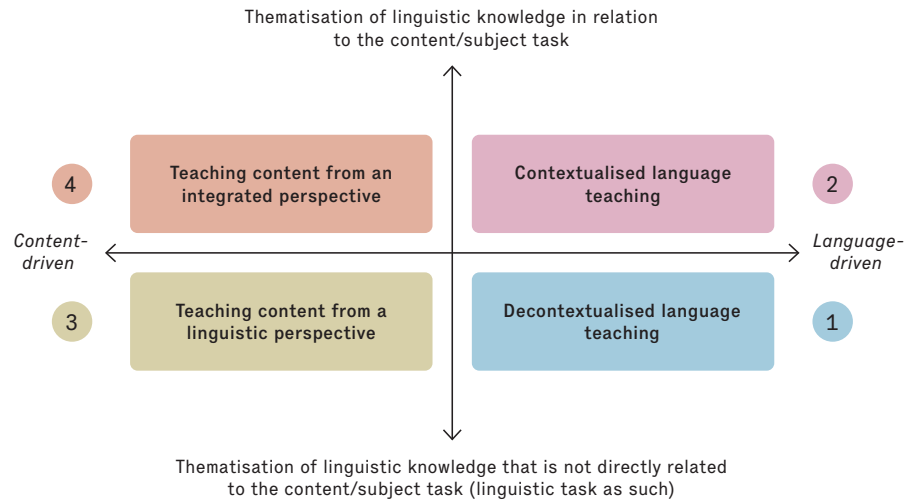 Thematisation of linguistic knowledge in relation
to the content/subject task
4
Teaching content from an
integrated perspective
Contextualised language
teaching
2
Content-
driven
Language-
driven
3
Teaching content from a
linguistic perspective
Decontextualised language
teaching
1
Thematisation of linguistic knowledge that is not directly related
to the content/subject task (linguistic task as such)